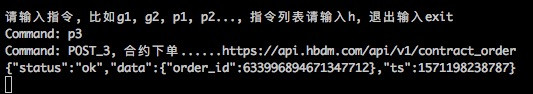 请输入指令, 比如g1, g2, p1, p2..., 指令列表请输入h, 退出输入exit
Command: p3
Command: POST_3, 合约下单......https://api.hbdm.com/api/v1/contract_order
{"status":"ok","data":{"order_id":633996894671347712},"ts":1571198238787}